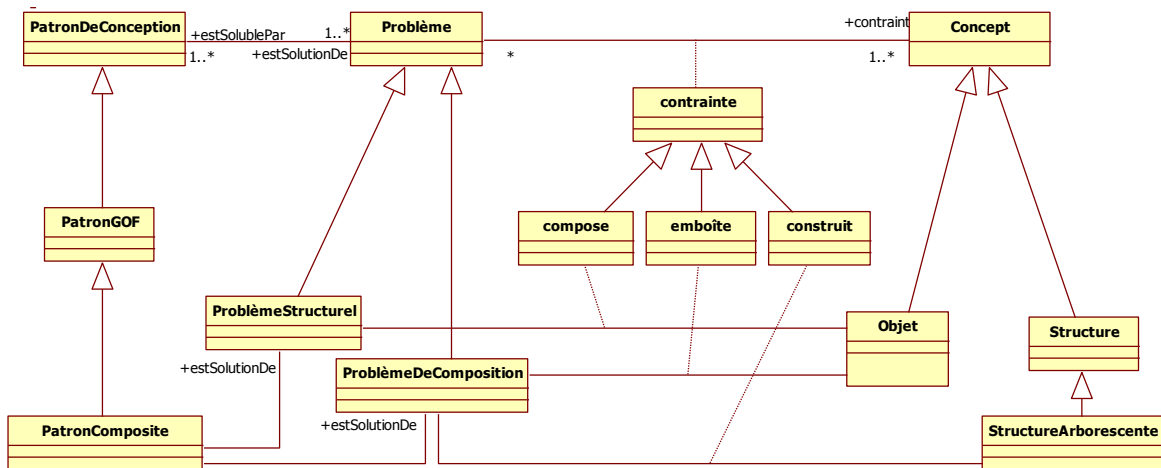 PatronDeConception
+estSolublePar
1..*
Problème
+contraint
Concept
1..*
+estSolutionDe
*
1..*
contrainte
PatronGOF
compose
emboîte
construit
ProblèmeStructurel
Objet
Structure
+estSolutionDe
ProblèmeDeComposition
+estSolutionDe
PatronComposite
StructureArborescente